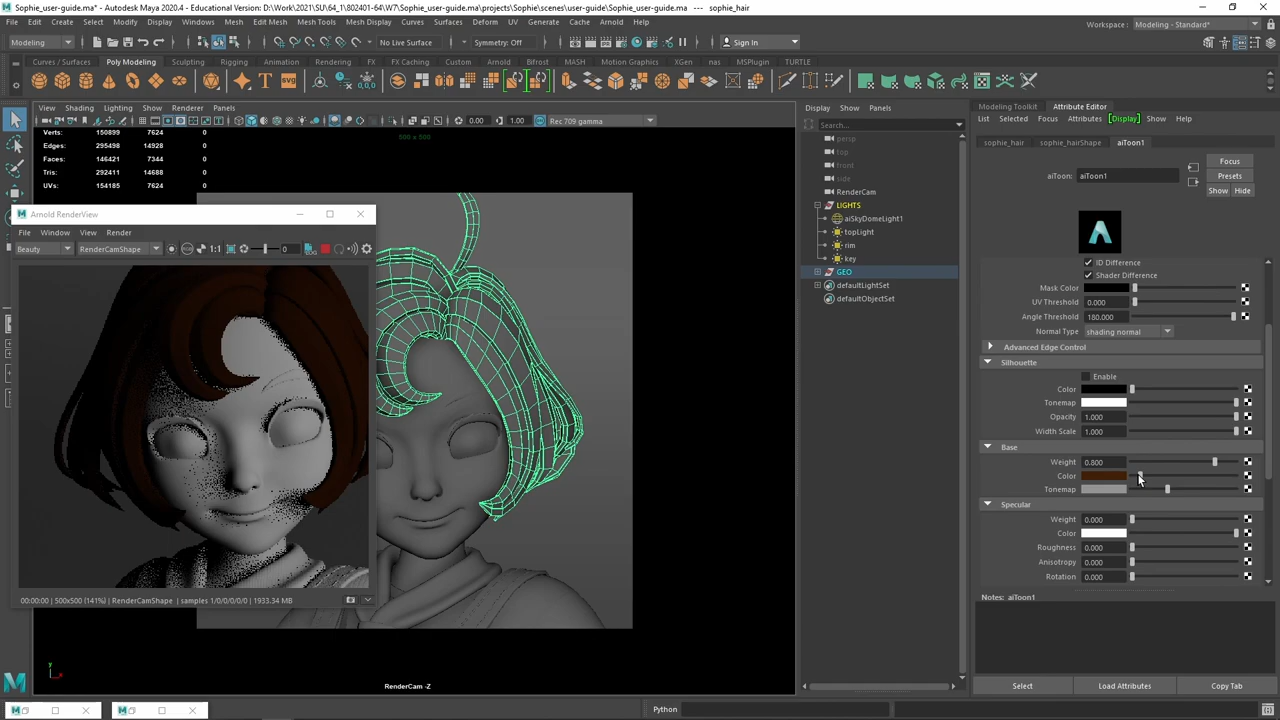 Sophie_user-guide.ma* - Autodesk Maya 2020.4 - Educational Version: D:\Work\2021\SU\64_1\802401-64\W7\Sophie_user-guide.ma\projects\Sophie\scenes\user-guide\Sophie_user-guide.ma --- sophie_hair
File Edit Create Select Modify Display Windows Mesh Edit Mesh Mesh Tools Mesh Display Curves Surfaces Deform UV Generate Cache Arnold Help
Workspace : Modeling - Standard*
Modeling No Live Surface Symmetry: Off Sign In
Curves / Surfaces Poly Modeling Sculpting Rigging Animation Rendering FX FX Caching Custom Arnold Bifrost MASH Motion Graphics XGen nas MSPlugin TURTLE
View Shading Lighting Show Renderer Panels
0.00 1.00 Rec 709 gamma
Verts: 150899 7624 0
Edges: 295498 14928 0
Faces: 146421 7344 0
Tris: 292411 14688 0
UVs: 154185 7624 0
500 x 500
Arnold RenderView
File Window View Render
Beauty RenderCamShape 1:1 0
00:00:00 | 500x500 (141%) | RenderCamShape | samples 1/0/0/0/0/0 | 1933.34 MB
RenderCam -Z
Display Show Panels
Search...
persp
top
front
side
RenderCam
LIGHTS
aiSkyDomeLight1
topLight
rim
key
GEO
defaultLightSet
defaultObjectSet
Modeling Toolkit Attribute Editor
List Selected Focus Attributes Display Show Help
sophie_hair sophie_hairShape aiToon1
Focus
aiToon: aiToon1
Presets
Show Hide
ID Difference
Shader Difference
Mask Color
UV Threshold 0.000
Angle Threshold 180.000
Normal Type shading normal
Advanced Edge Control
Silhouette
Enable
Color
Tonemap
Opacity 1.000
Width Scale 1.000
Base
Weight 0.800
Color
Tonemap
Specular
Weight 0.000
Color
Roughness 0.000
Anisotropy 0.000
Rotation 0.000
Notes: aiToon1
Select Load Attributes Copy Tab
Python